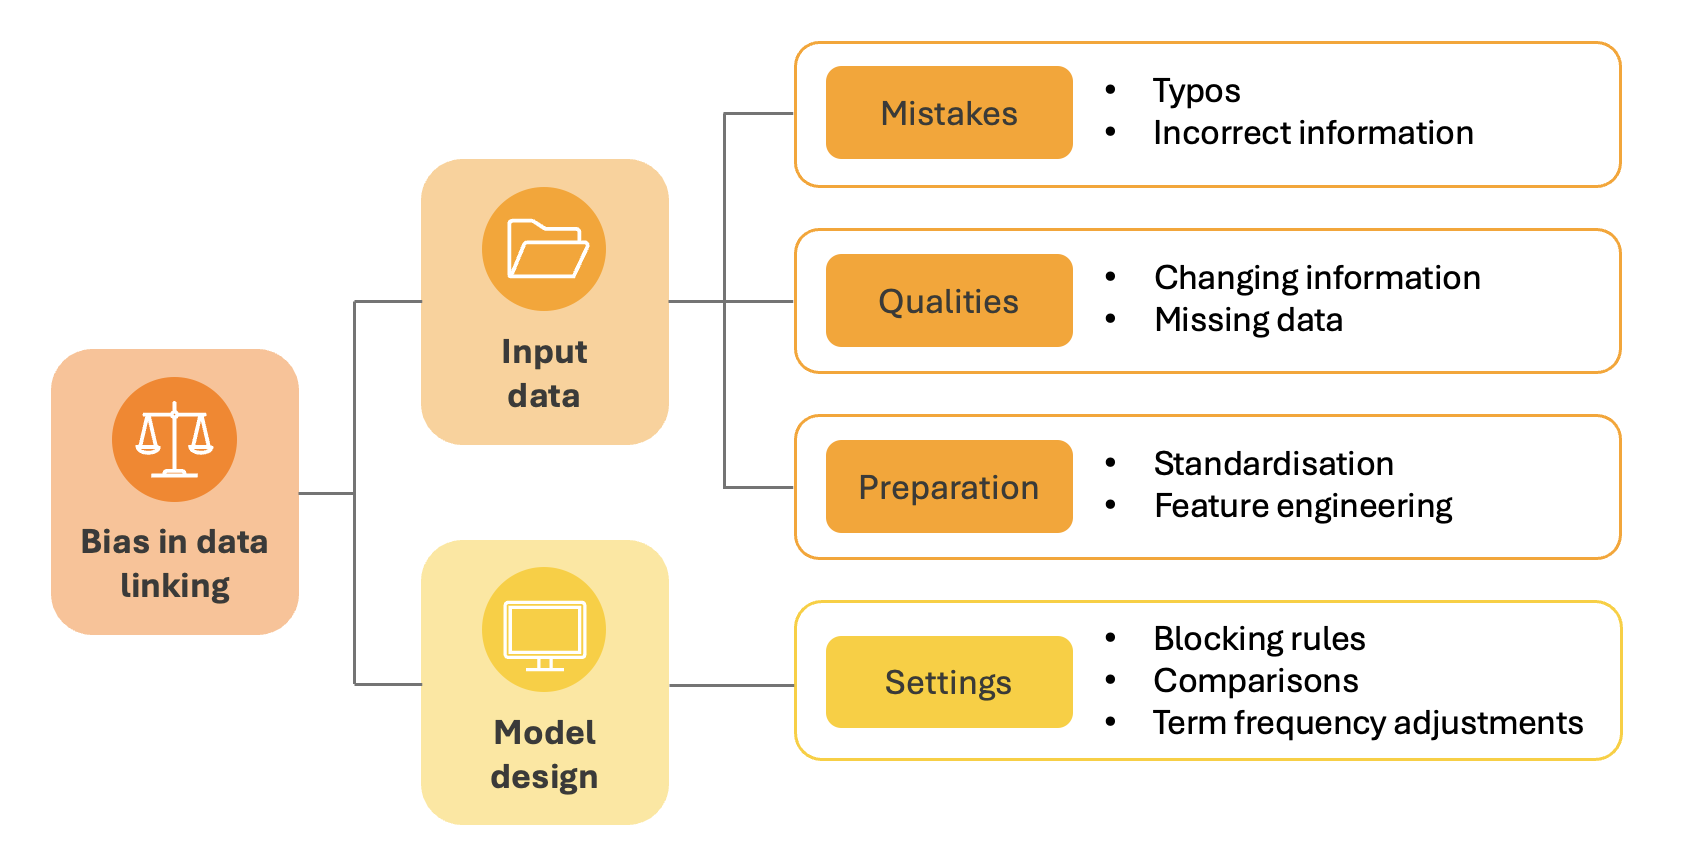 Bias in data
linking
Input
data
Model
design
Mistakes
• Typos
• Incorrect information
Qualities
• Changing information
• Missing data
Preparation
• Standardisation
• Feature engineering
Settings
• Blocking rules
• Comparisons
• Term frequency adjustments